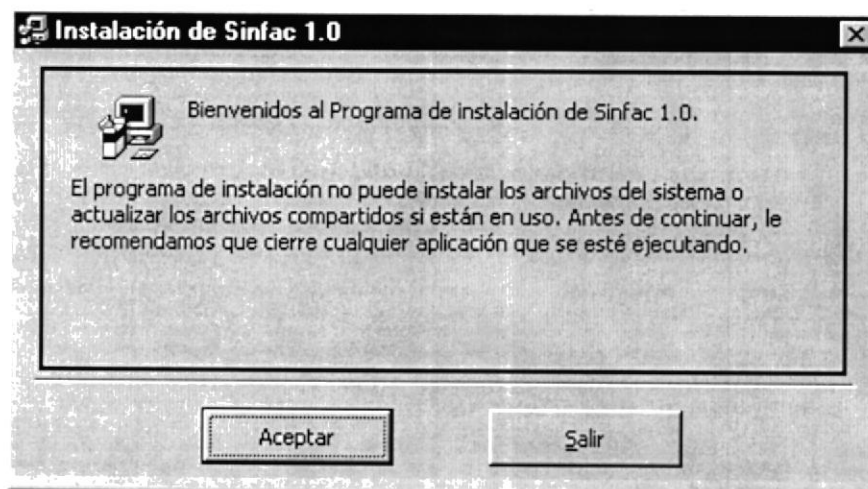 Instalación de Sinfac 1.0
Bienvenidos al Programa de instalación de Sinfac 1.0.
El programa de instalación no puede instalar los archivos del sistema o
actualizar los archivos compartidos si están en uso. Antes de continuar, le
recomendamos que cierre cualquier aplicación que se esté ejecutando.
Aceptar
Salir